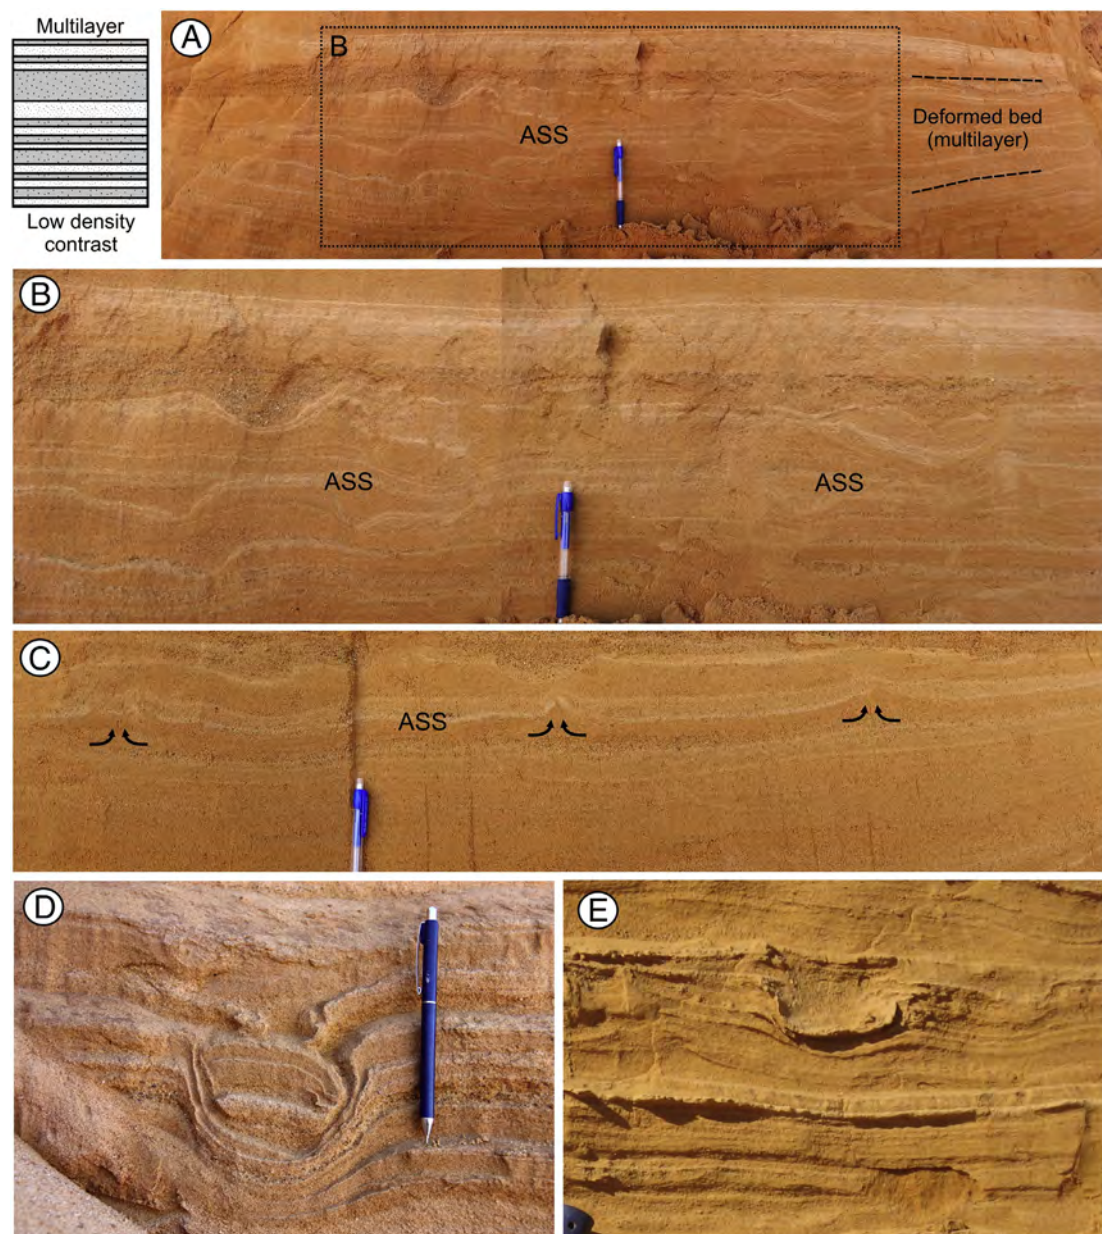 Multilayer
Low density
contrast
A
B
ASS
Deformed bed
(multilayer)
B
ASS
ASS
C
ASS
D
E